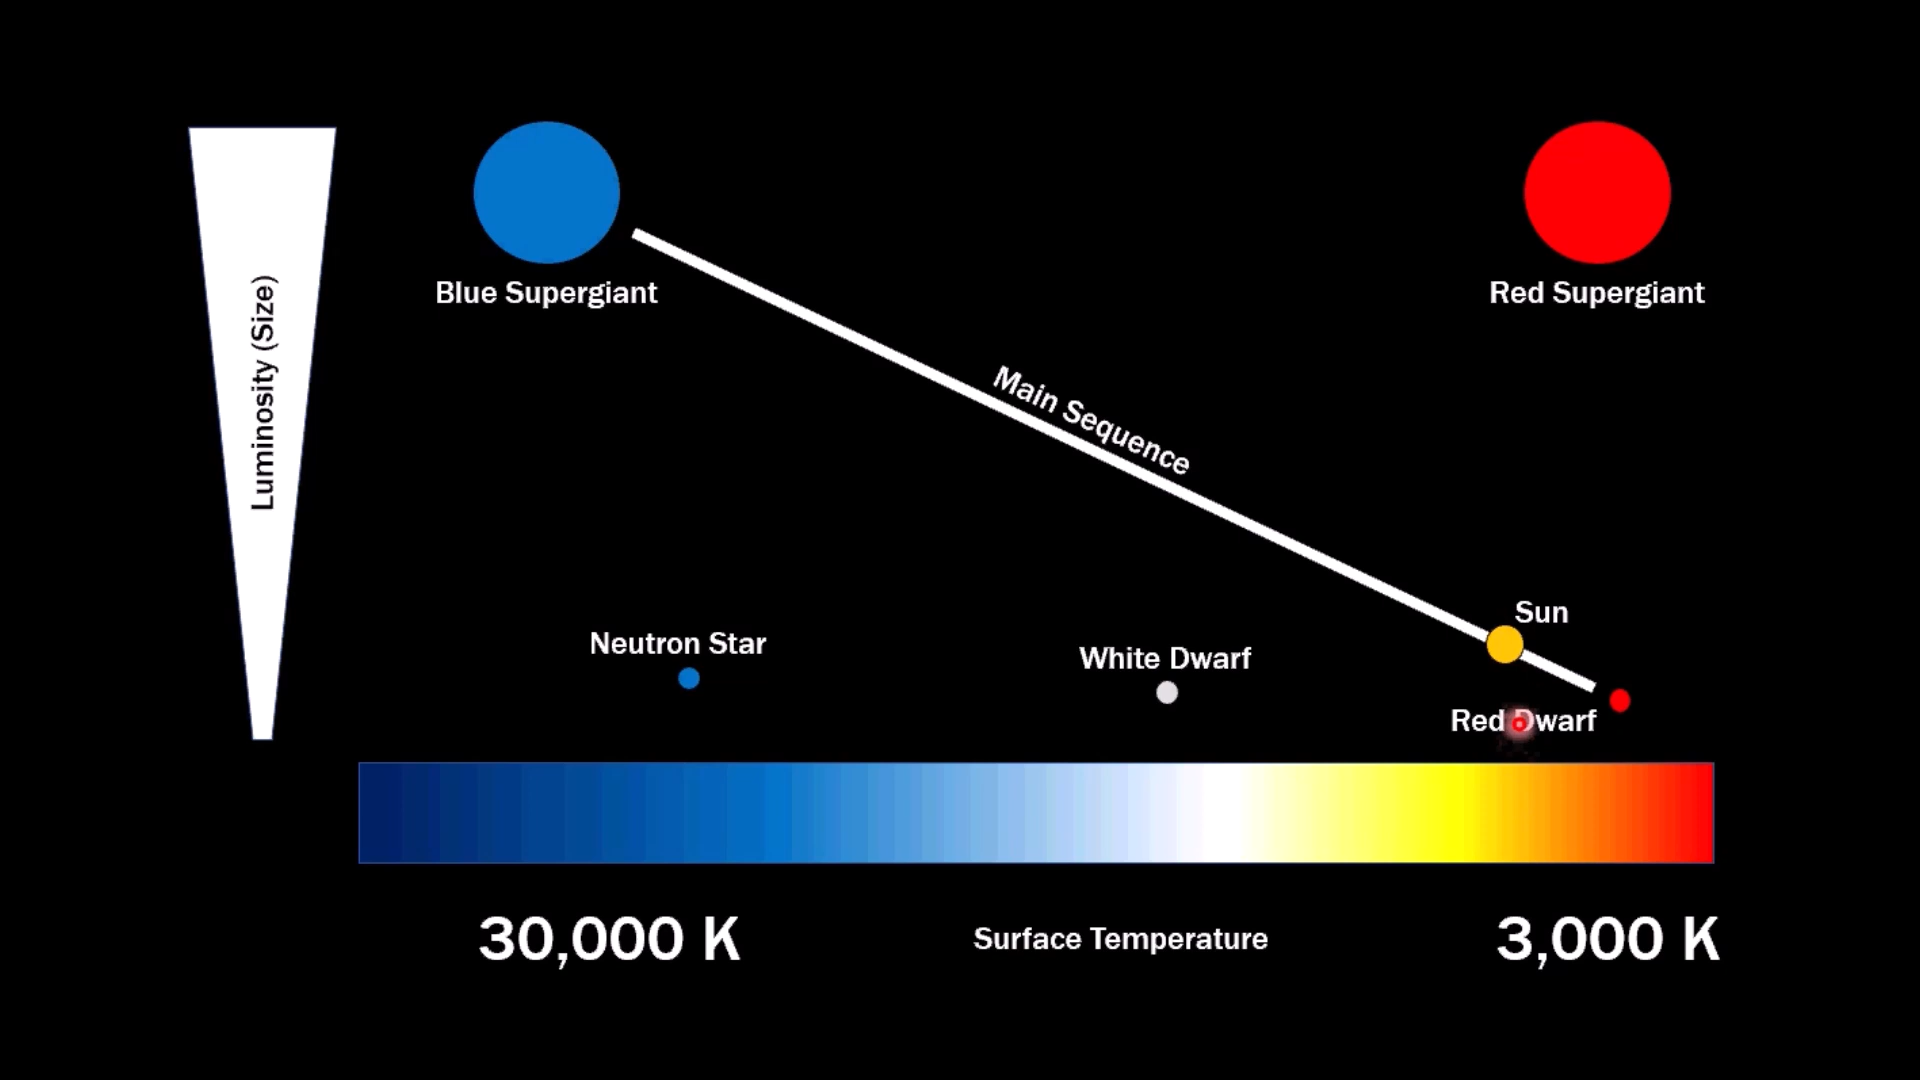 Blue Supergiant
Red Supergiant
Luminosity (Size)
Main Sequence
Sun
Neutron Star
White Dwarf
Red Dwarf
30,000 K
Surface Temperature
3,000 K